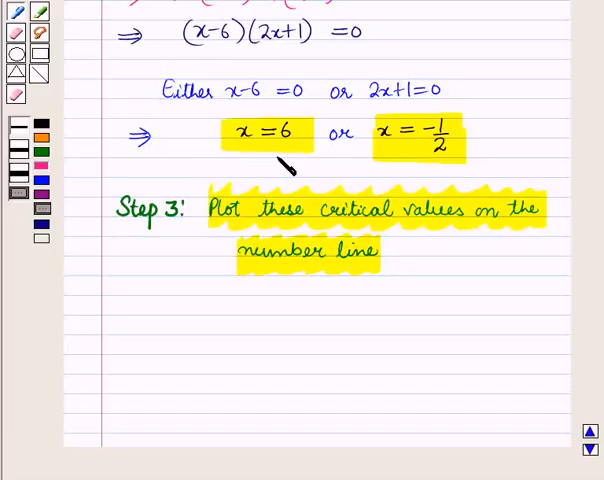 ⇒ (x-6)(2x+1) = 0
Either x-6 = 0 or 2x+1 = 0
⇒ x = 6 or x = -1/2
Step 3: Plot these critical values on the
number line